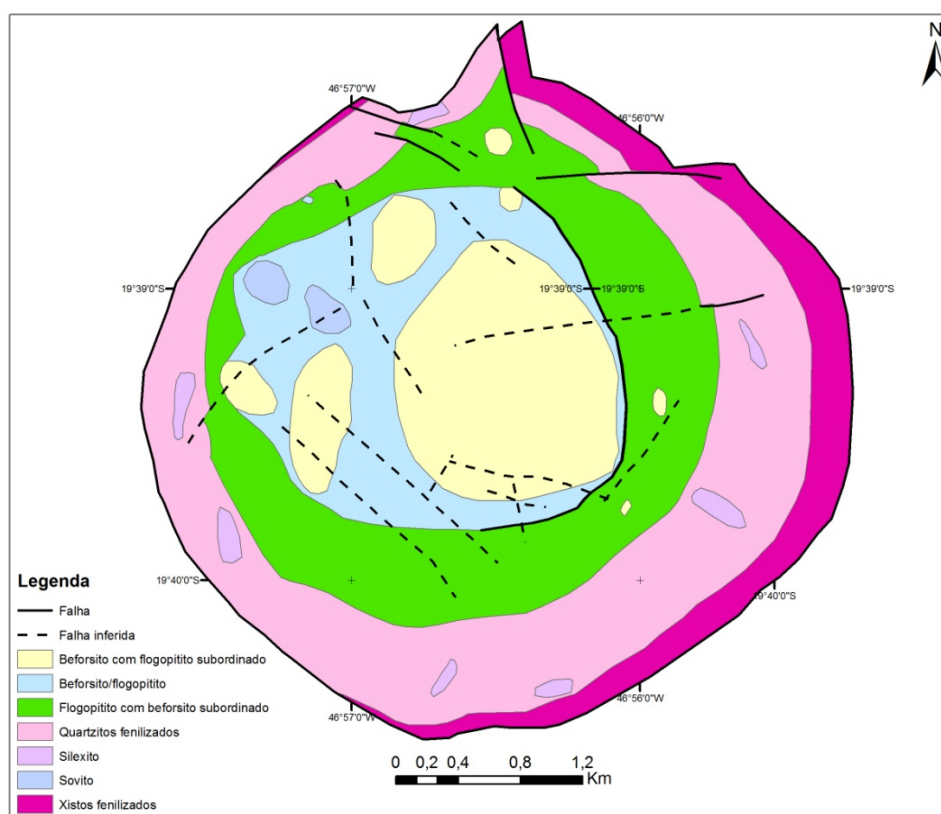 N
46°57'0"W
46°56'0"W
19°39'0"S
19°39'0"S
19°39'0"S
19°39'0"S
Legenda
19°40'0"S
19°40'0"S
Falha
Falha inferida
Beforsito com flogopitito subordinado
Beforsito/flogopitito
46°56'0"W
Flogopitito com beforsito subordinado
46°57'0"W
Quartzitos fenilizados
Silexito
Sovito
0 0,2 0,4 0,8 1,2
Km
Xistos fenilizados